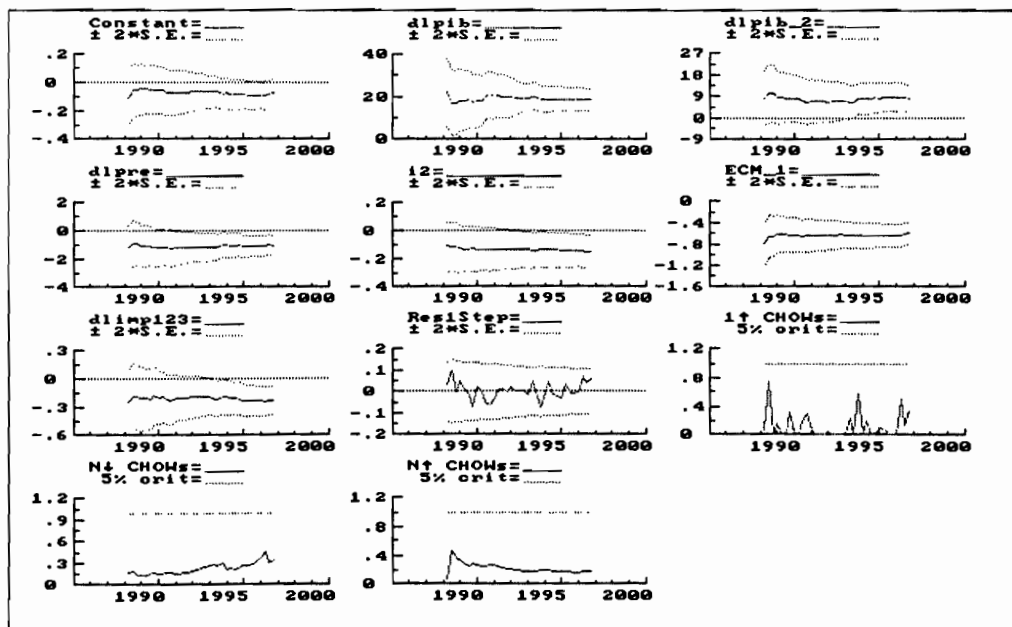 Constant=
± 2*S.E.=
.2
0
-.2
-.4
1990 1995 2000
dlpib=
± 2*S.E.=
40
20
0
1990 1995 2000
dlpib_2=
± 2*S.E.=
27
18
9
0
-9
1990 1995 2000
dlpre=
± 2*S.E.=
2
0
-2
-4
1990 1995 2000
i2=
± 2*S.E.=
.2
0
-.2
-.4
1990 1995 2000
ECM_1=
± 2*S.E.=
0
-.4
-.8
-1.2
-1.6
1990 1995 2000
dlimp123=
± 2*S.E.=
.3
0
-.3
-.6
1990 1995 2000
Res1Step=
± 2*S.E.=
.2
.1
0
-.1
-.2
1990 1995 2000
1↑ CHOWs=
5% crit=
1.2
.8
.4
0
1990 1995 2000
N↓ CHOWs=
5% crit=
1.2
.9
.6
.3
0
1990 1995 2000
N↑ CHOWs=
5% crit=
1.2
.8
.4
0
1990 1995 2000